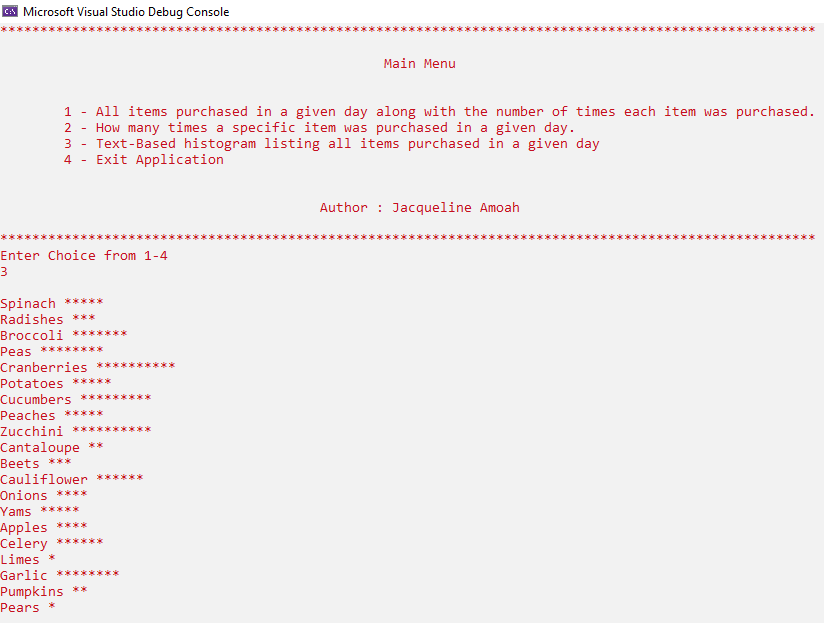 C:\ Microsoft Visual Studio Debug Console
******************************************************************************************************
Main Menu
1 - All items purchased in a given day along with the number of times each item was purchased.
2 - How many times a specific item was purchased in a given day.
3 - Text-Based histogram listing all items purchased in a given day
4 - Exit Application
Author : Jacqueline Amoah
******************************************************************************************************
Enter Choice from 1-4
3
Spinach *****
Radishes ***
Broccoli *******
Peas ********
Cranberries **********
Potatoes *****
Cucumbers *********
Peaches *****
Zucchini **********
Cantaloupe **
Beets ***
Cauliflower ******
Onions ****
Yams *****
Apples ****
Celery ******
Limes *
Garlic ********
Pumpkins **
Pears *